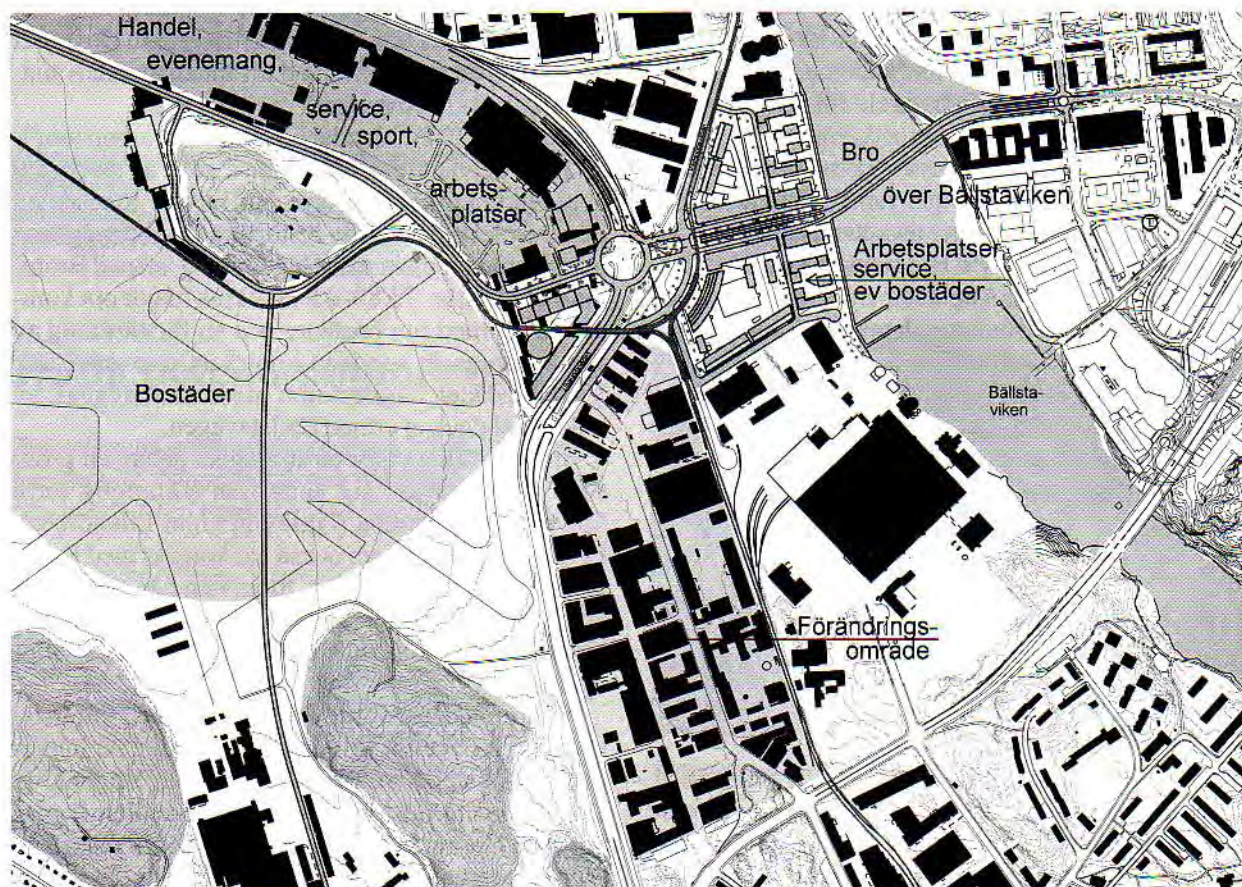 Handel,
evenemang,
service,
sport,
arbets-
platser
Bro
över Bällstaviken
Arbetsplatser
service,
ev bostäder
Bostäder
Bällsta-
viken
T
Förändrings-
område